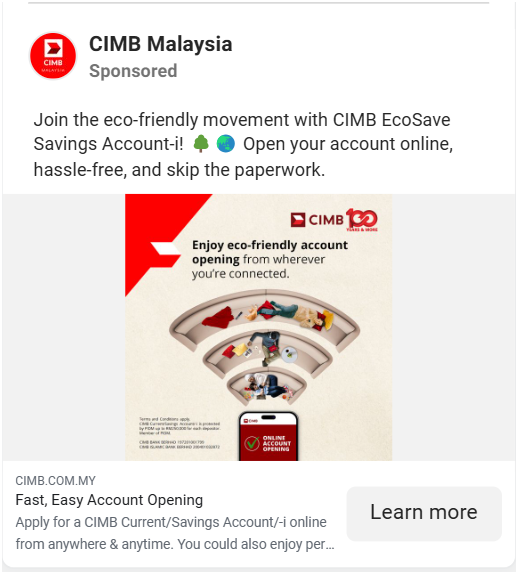 CIMB
MALAYSIA
CIMB Malaysia
Sponsored
Join the eco-friendly movement with CIMB EcoSave
Savings Account-i! 🌳 🌏 Open your account online,
hassle-free, and skip the paperwork.
CIMB 100
YEARS & MORE
Enjoy eco-friendly account
opening from wherever
you're connected.
Terms and Conditions apply.
CIMB Current/Savings Account-i is protected
by PIDM up to RM250,000 for each depositor.
Member of PIDM.
CIMB BANK BERHAD
CIMB ISLAMIC BANK BERHAD
CIMB
ONLINE
ACCOUNT
OPENING
CIMB.COM.MY
Fast, Easy Account Opening
Apply for a CIMB Current/Savings Account/-i online
from anywhere & anytime. You could also enjoy per...
Learn more